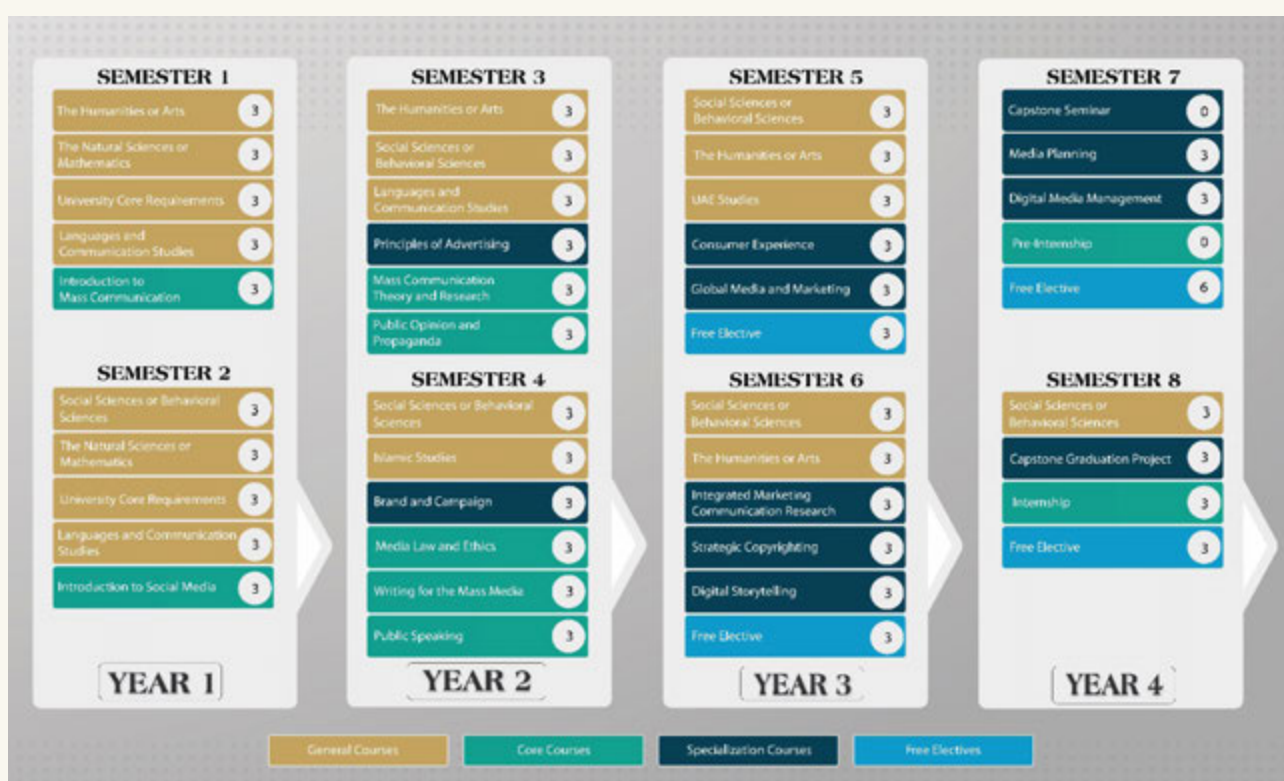 SEMESTER 1
The Humanities or Arts 3
The Natural Sciences or
Mathematics 3
University Core Requirements 3
Languages and
Communication Studies 3
Introduction to
Mass Communication 3
SEMESTER 2
Social Sciences or Behavioral
Sciences 3
The Natural Sciences or
Mathematics 3
University Core Requirements 3
Languages and Communication
Studies 3
Introduction to Social Media 3
YEAR 1
SEMESTER 3
The Humanities or Arts 3
Social Sciences or
Behavioral Sciences 3
Languages and
Communication Studies 3
Principles of Advertising 3
Mass Communication
Theory and Research 3
Public Opinion and
Propaganda 3
SEMESTER 4
Social Sciences or Behavioral
Sciences 3
Islamic Studies 3
Brand and Campaign 3
Media Law and Ethics 3
Writing for the Mass Media 3
Public Speaking 3
YEAR 2
SEMESTER 5
Social Sciences or
Behavioral Sciences 3
The Humanities or Arts 3
UAE Studies 3
Consumer Experience 3
Global Media and Marketing 3
Free Elective 3
SEMESTER 6
Social Sciences or
Behavioral Sciences 3
The Humanities or Arts 3
Integrated Marketing
Communication Research 3
Strategic Copyrighting 3
Digital Storytelling 3
Free Elective 3
YEAR 3
SEMESTER 7
Capstone Seminar 0
Media Planning 3
Digital Media Management 3
Pre-Internship 0
Free Elective 6
SEMESTER 8
Social Sciences or
Behavioral Sciences 3
Capstone Graduation Project 3
Internship 3
Free Elective 3
YEAR 4
General Courses
Core Courses
Specialization Courses
Free Electives